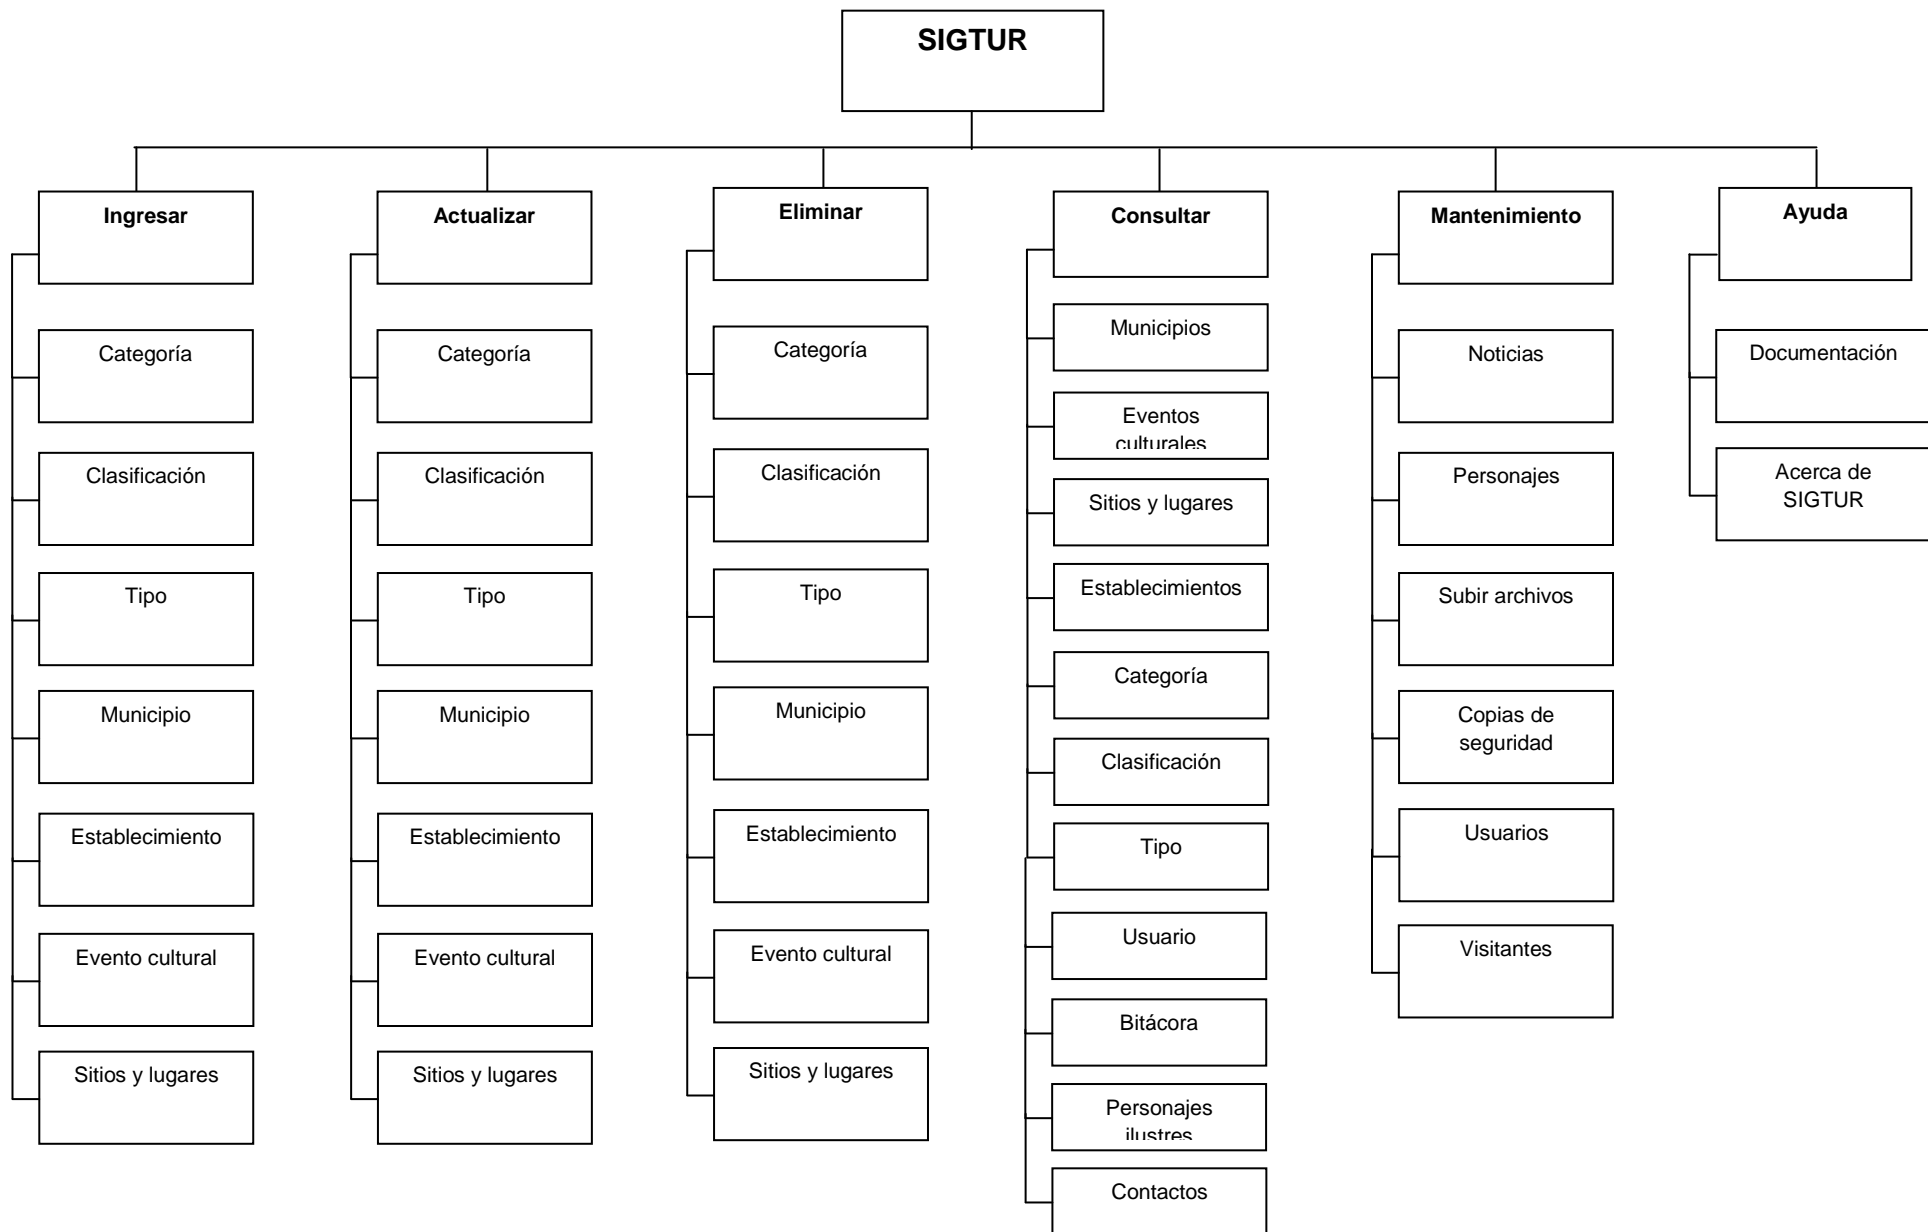 SIGTUR
Ingresar
Categoría
Clasificación
Tipo
Municipio
Establecimiento
Evento cultural
Sitios y lugares
Actualizar
Categoría
Clasificación
Tipo
Municipio
Establecimiento
Evento cultural
Sitios y lugares
Eliminar
Categoría
Clasificación
Tipo
Municipio
Establecimiento
Evento cultural
Sitios y lugares
Consultar
Municipios
Eventos
culturales
Sitios y lugares
Establecimientos
Categoría
Clasificación
Tipo
Usuario
Bitácora
Personajes
ilustres
Contactos
Mantenimiento
Noticias
Personajes
Subir archivos
Copias de
seguridad
Usuarios
Visitantes
Ayuda
Documentación
Acerca de
SIGTUR